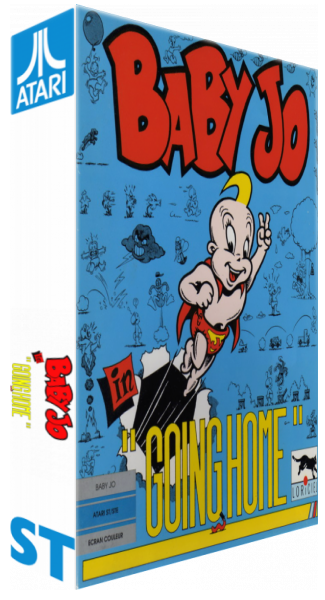 ATARI
BABY JO
in
"GOING HOME"
BABY JO
in
"GOING HOME"
BABY JO
ATARI ST/STE
ECRAN COULEUR
LORICIEL
ST